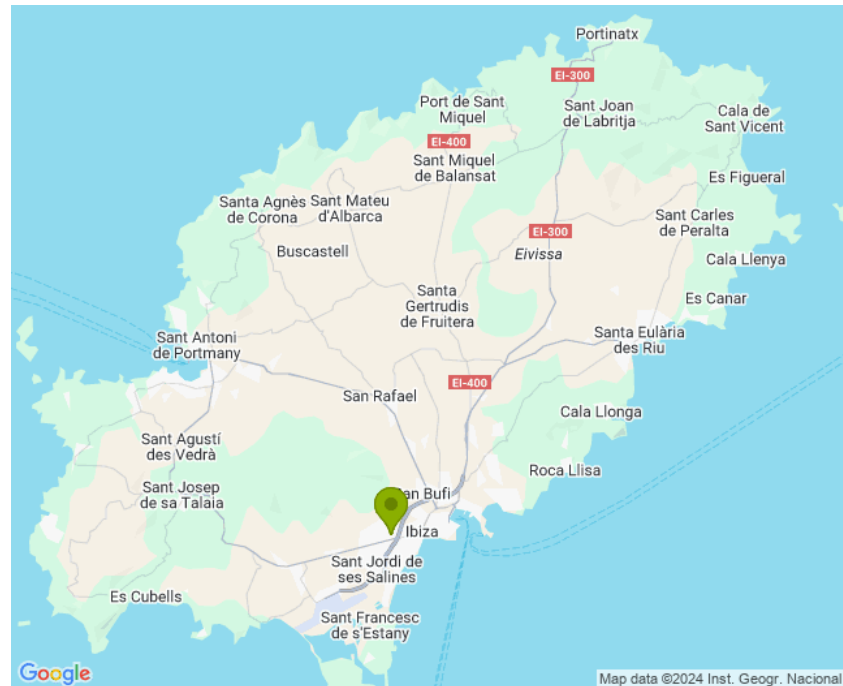 Portinatx
EI-300
Port de Sant
Miquel
Sant Joan
de Labritja
Cala de
Sant Vicent
EI-400
Sant Miquel
de Balansat
Es Figueral
Santa Agnès
de Corona
Sant Mateu
d'Albarca
Sant Carles
de Peralta
EI-300
Buscastell
Eivissa
Cala Llenya
Santa
Gertrudis
de Fruitera
Es Canar
Sant Antoni
de Portmany
Santa Eulària
des Riu
EI-400
San Rafael
Cala Llonga
Sant Agustí
des Vedrà
Roca Llisa
Sant Josep
de sa Talaia
an Bufi
Ibiza
Sant Jordi de
ses Salines
Es Cubells
Sant Francesc
de s'Estany
Google
Map data ©2024 Inst. Geogr. Nacional